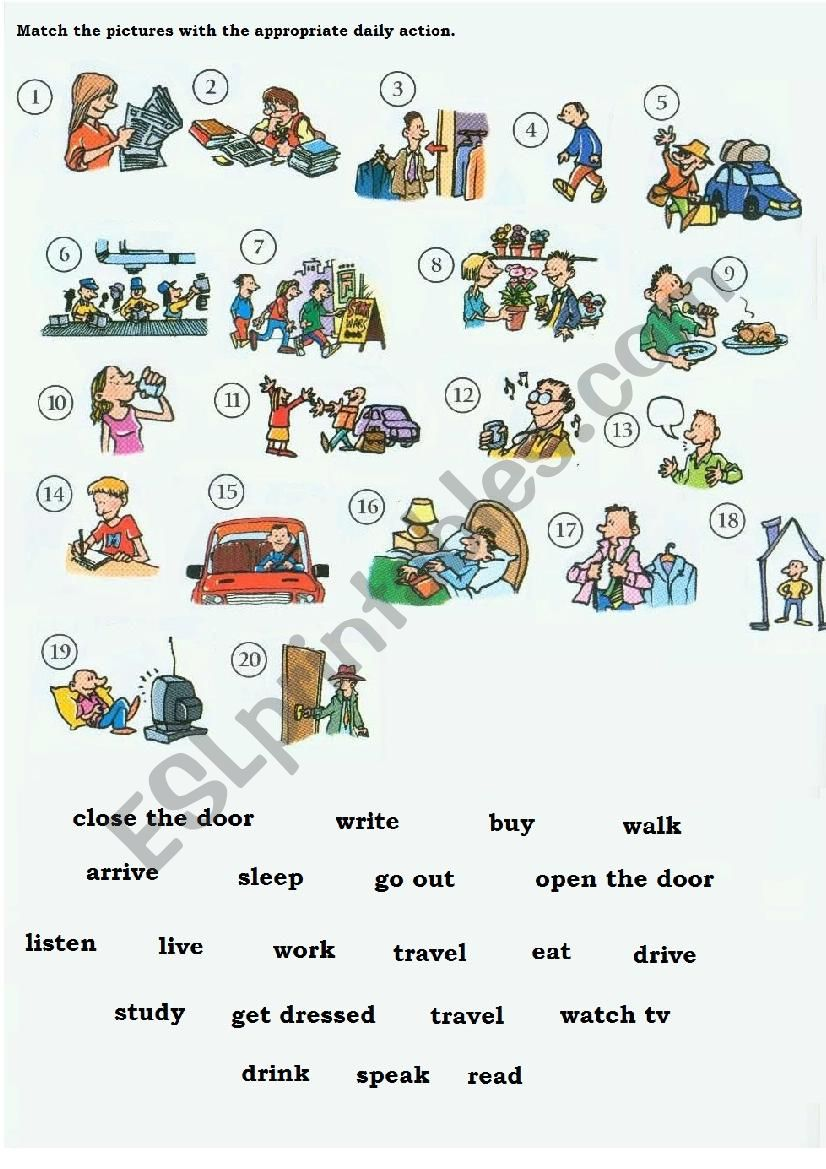 Match the pictures with the appropriate daily action.
1 2 3 4 5
6 7 8 9
10 11 12 13
14 15 16 17 18
19 20
close the door write buy walk
arrive sleep go out open the door
listen live work travel eat drive
study get dressed travel watch tv
drink speak read
ESLprintables.com